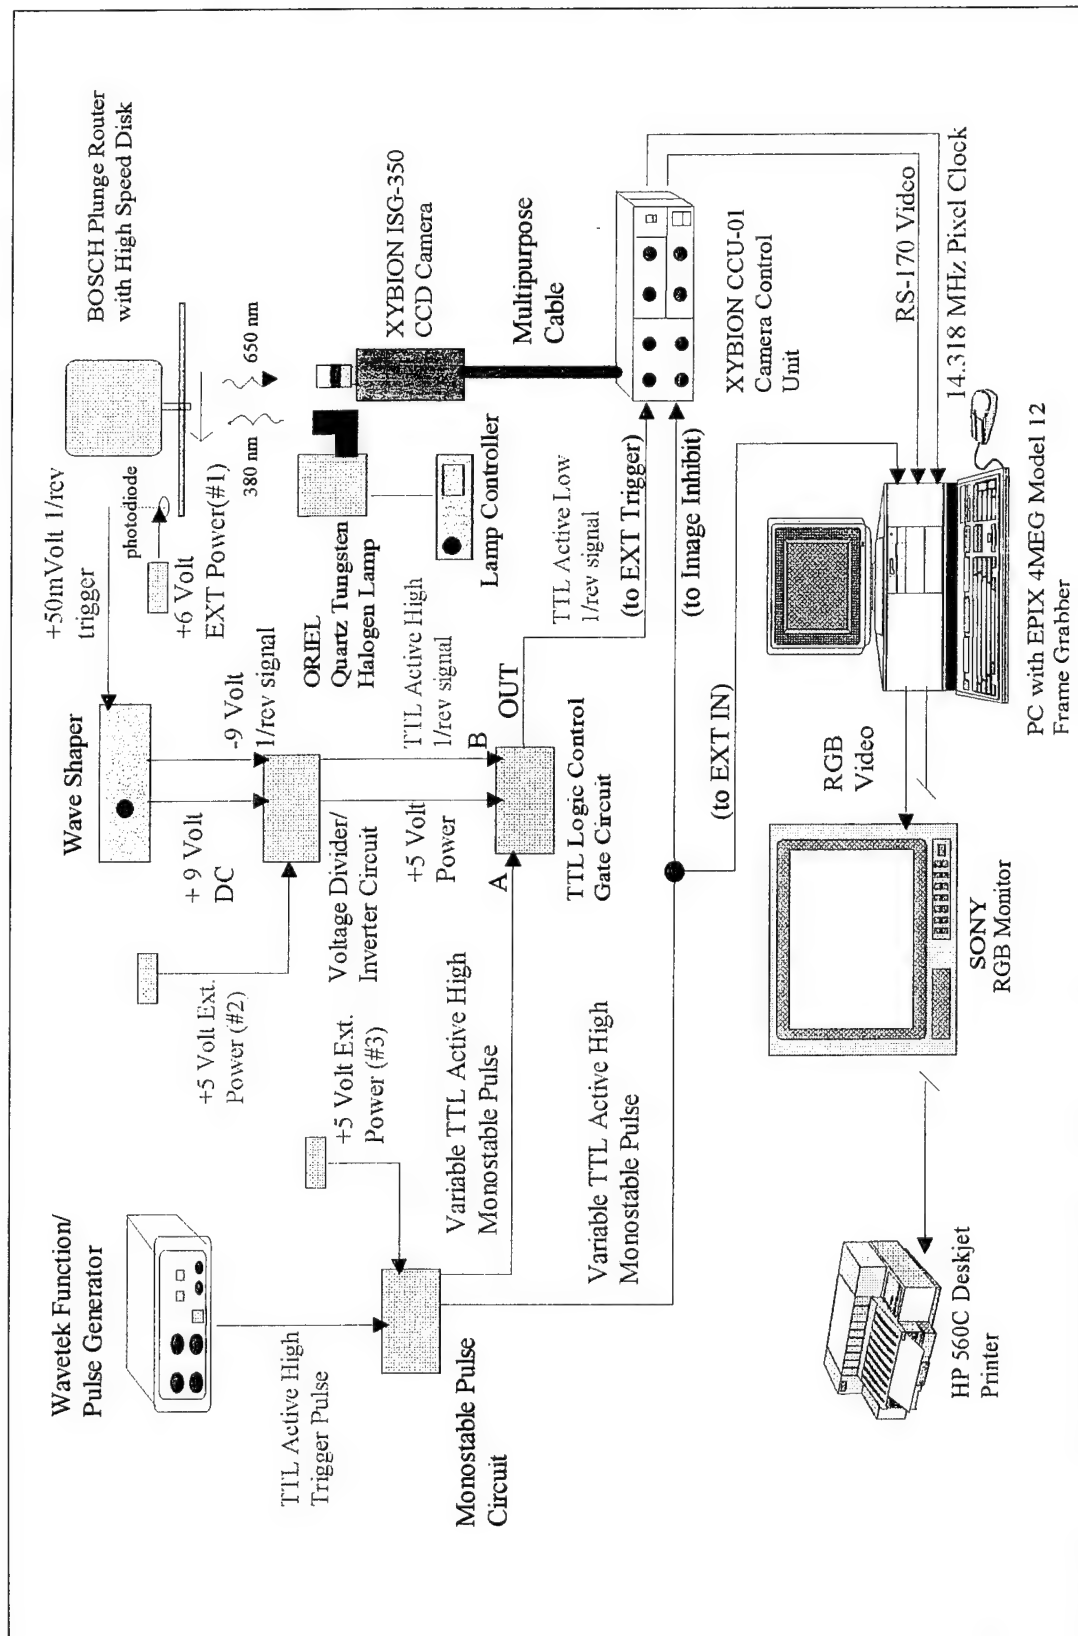 Wavetek Function/
Pulse Generator
TTL Active High
Trigger Pulse
Monostable Pulse
Circuit
+5 Volt Ext.
Power (#3)
Variable TTL Active High
Monostable Pulse
Variable TTL Active High
Monostable Pulse
+5 Volt Ext.
Power (#2)
Wave Shaper
+ 9 Volt
DC
-9 Volt
1/rev signal
Voltage Divider/
Inverter Circuit
+5 Volt
Power
TTL Active High
1/rev signal
A
B
OUT
TTL Logic Control
Gate Circuit
+50mVolt 1/rev
trigger
photodiode
+6 Volt
EXT Power(#1)
BOSCH Plunge Router
with High Speed Disk
380 nm
650 nm
ORIEL
Quartz Tungsten
Halogen Lamp
Lamp Controller
XYBION ISG-350
CCD Camera
Multipurpose
Cable
TTL Active Low
1/rev signal
(to EXT Trigger)
(to Image Inhibit)
(to EXT IN)
XYBION CCU-01
Camera Control
Unit
RS-170 Video
14.318 MHz Pixel Clock
PC with EPIX 4MEG Model 12
Frame Grabber
RGB
Video
SONY
RGB Monitor
HP 560C Deskjet
Printer